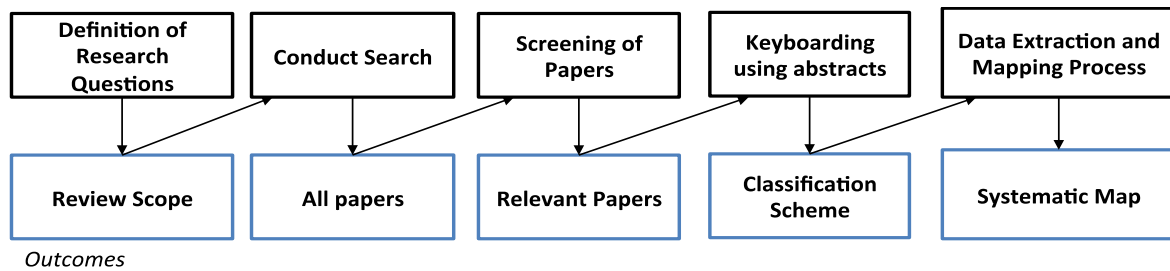 Definition of
Research
Questions
Conduct Search
Screening of
Papers
Keyboarding
using abstracts
Data Extraction and
Mapping Process
Review Scope
All papers
Relevant Papers
Classification
Scheme
Systematic Map
Outcomes